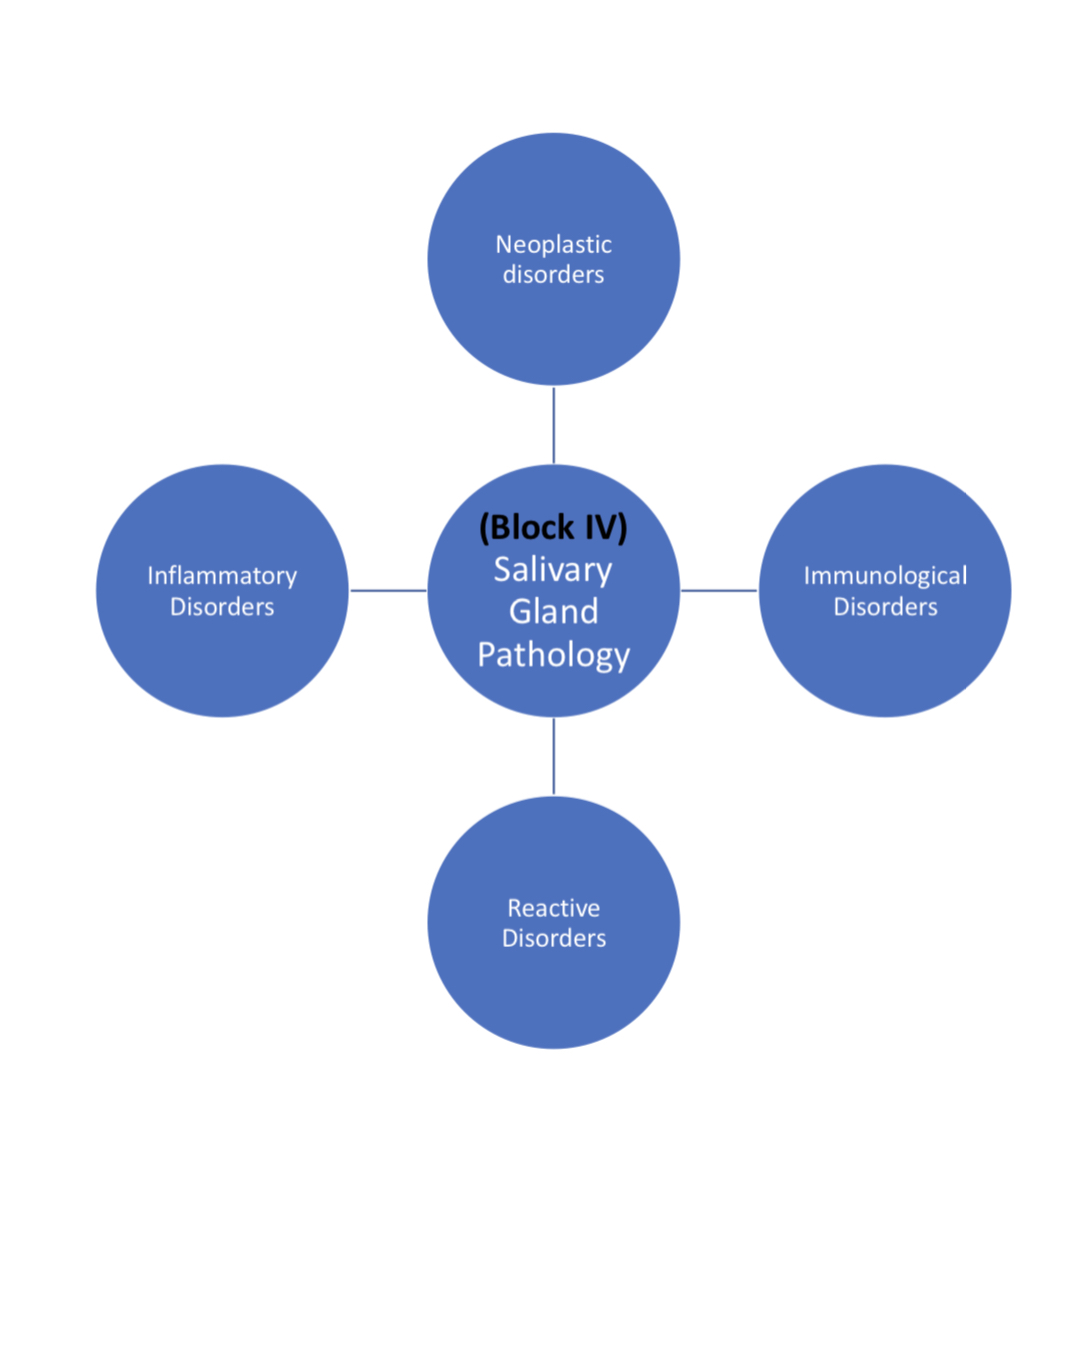 Neoplastic
disorders
Inflammatory
Disorders
(Block IV)
Salivary
Gland
Pathology
Immunological
Disorders
Reactive
Disorders